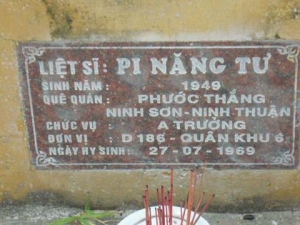 LIỆT SĨ: PI NĂNG TƯ
SINH NĂM : 1949
QUÊ QUÁN : PHƯỚC THẮNG
NINH SƠN-NINH THUẬN
CHỨC VỤ : A TRƯỞNG
ĐƠN VỊ : D 186 - QUÂN KHU 6
NGÀY HY SINH: 27-07-1969